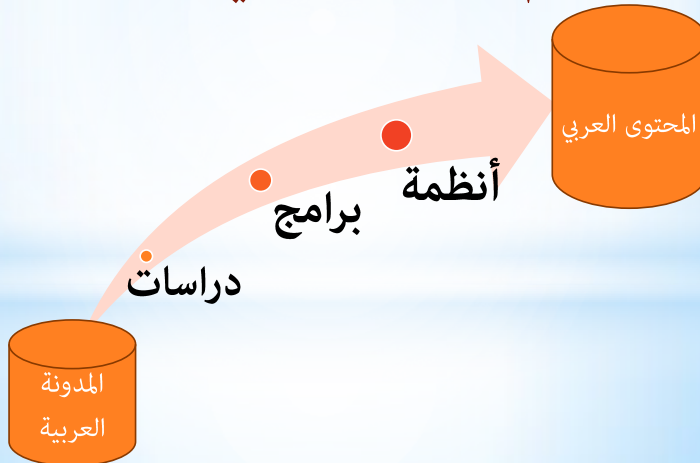 المحتوى العربي
أنظمة
برامج
دراسات
المدونة
العربية